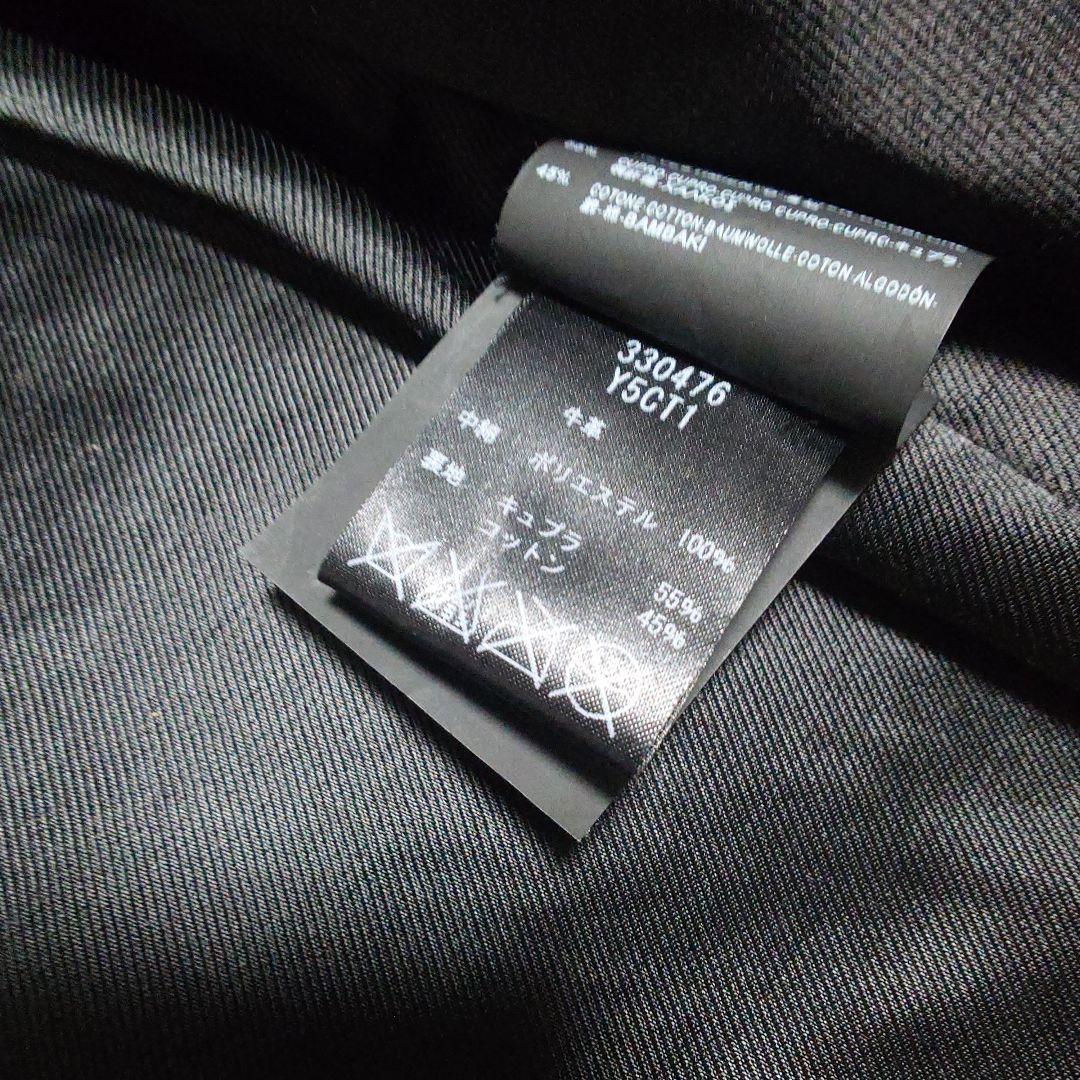 45% COTONE·COTTON·BAUMWOLLE·COTON·ALGODÓN·
棉·BAMBAKI
330476
Y5CT1
牛革
中綿 ポリエステル 100%
裏地 キュプラ 55%
コットン 45%